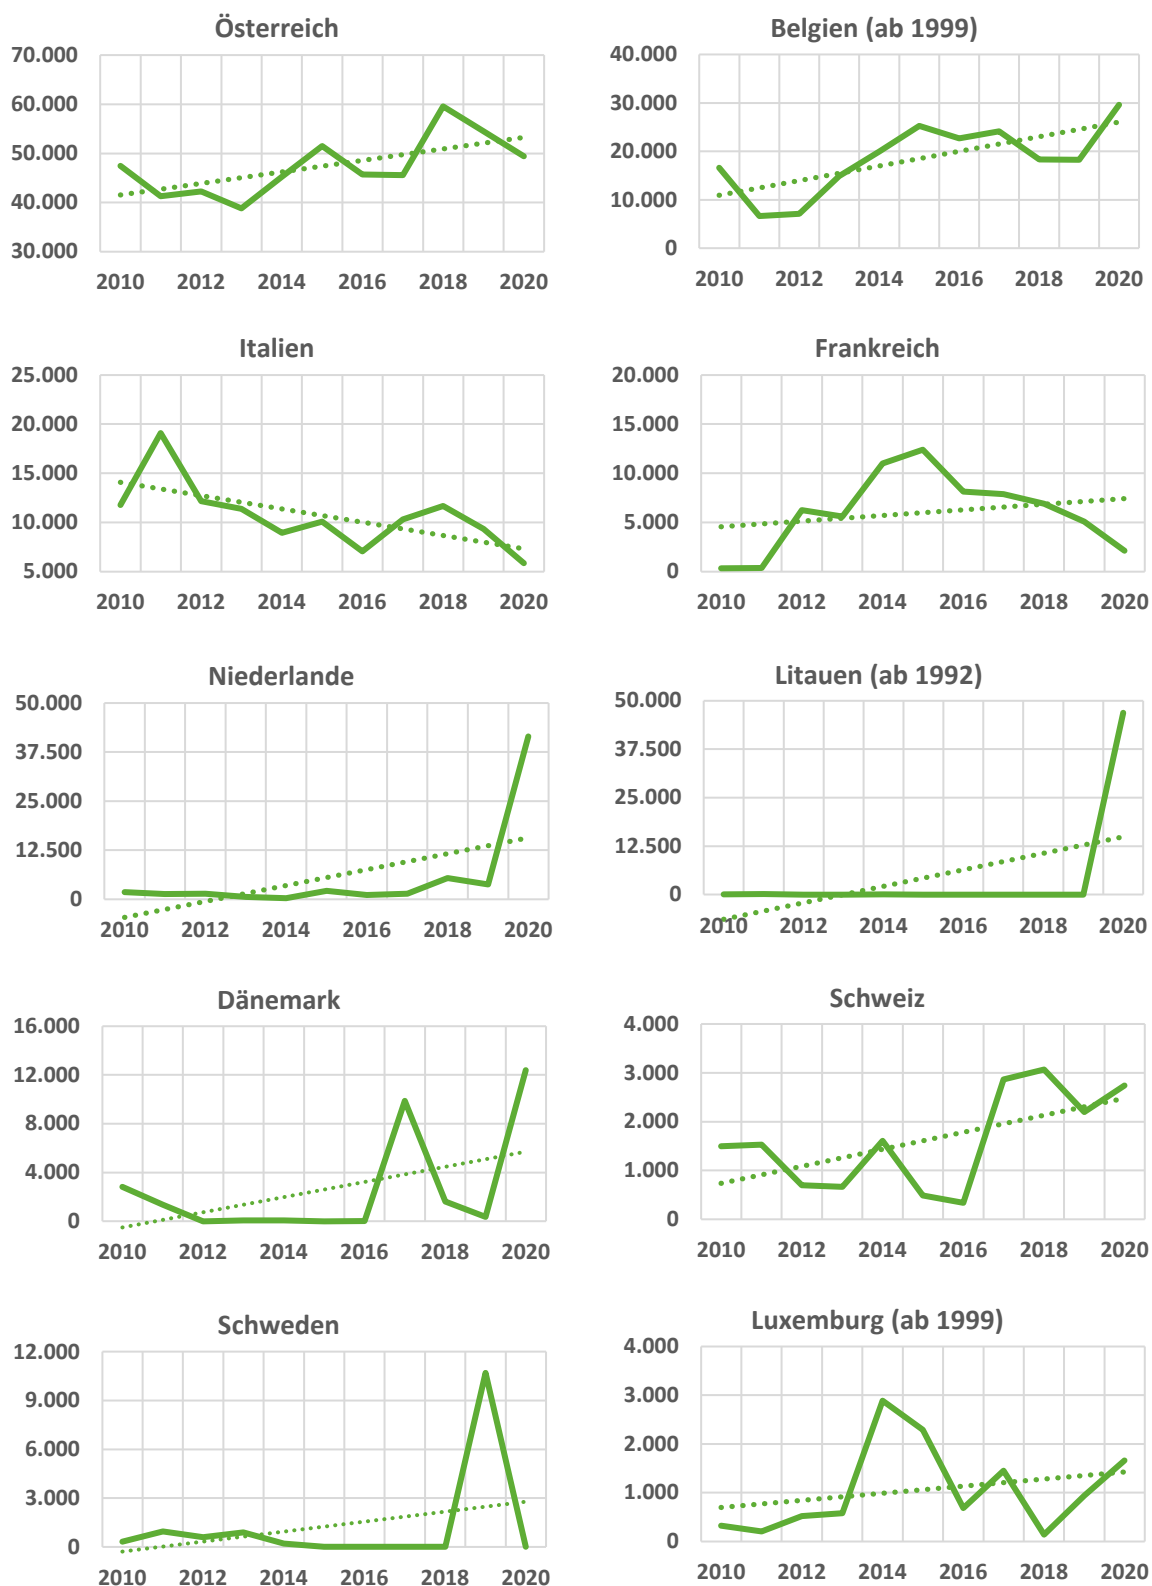 Österreich
70.000
60.000
50.000
40.000
30.000
2010 2012 2014 2016 2018 2020
Belgien (ab 1999)
40.000
30.000
20.000
10.000
0
2010 2012 2014 2016 2018 2020
Italien
25.000
20.000
15.000
10.000
5.000
2010 2012 2014 2016 2018 2020
Frankreich
20.000
15.000
10.000
5.000
0
2010 2012 2014 2016 2018 2020
Niederlande
50.000
37.500
25.000
12.500
0
2010 2012 2014 2016 2018 2020
Litauen (ab 1992)
50.000
37.500
25.000
12.500
0
2010 2012 2014 2016 2018 2020
Dänemark
16.000
12.000
8.000
4.000
0
2010 2012 2014 2016 2018 2020
Schweiz
4.000
3.000
2.000
1.000
0
2010 2012 2014 2016 2018 2020
Schweden
12.000
9.000
6.000
3.000
0
2010 2012 2014 2016 2018 2020
Luxemburg (ab 1999)
4.000
3.000
2.000
1.000
0
2010 2012 2014 2016 2018 2020